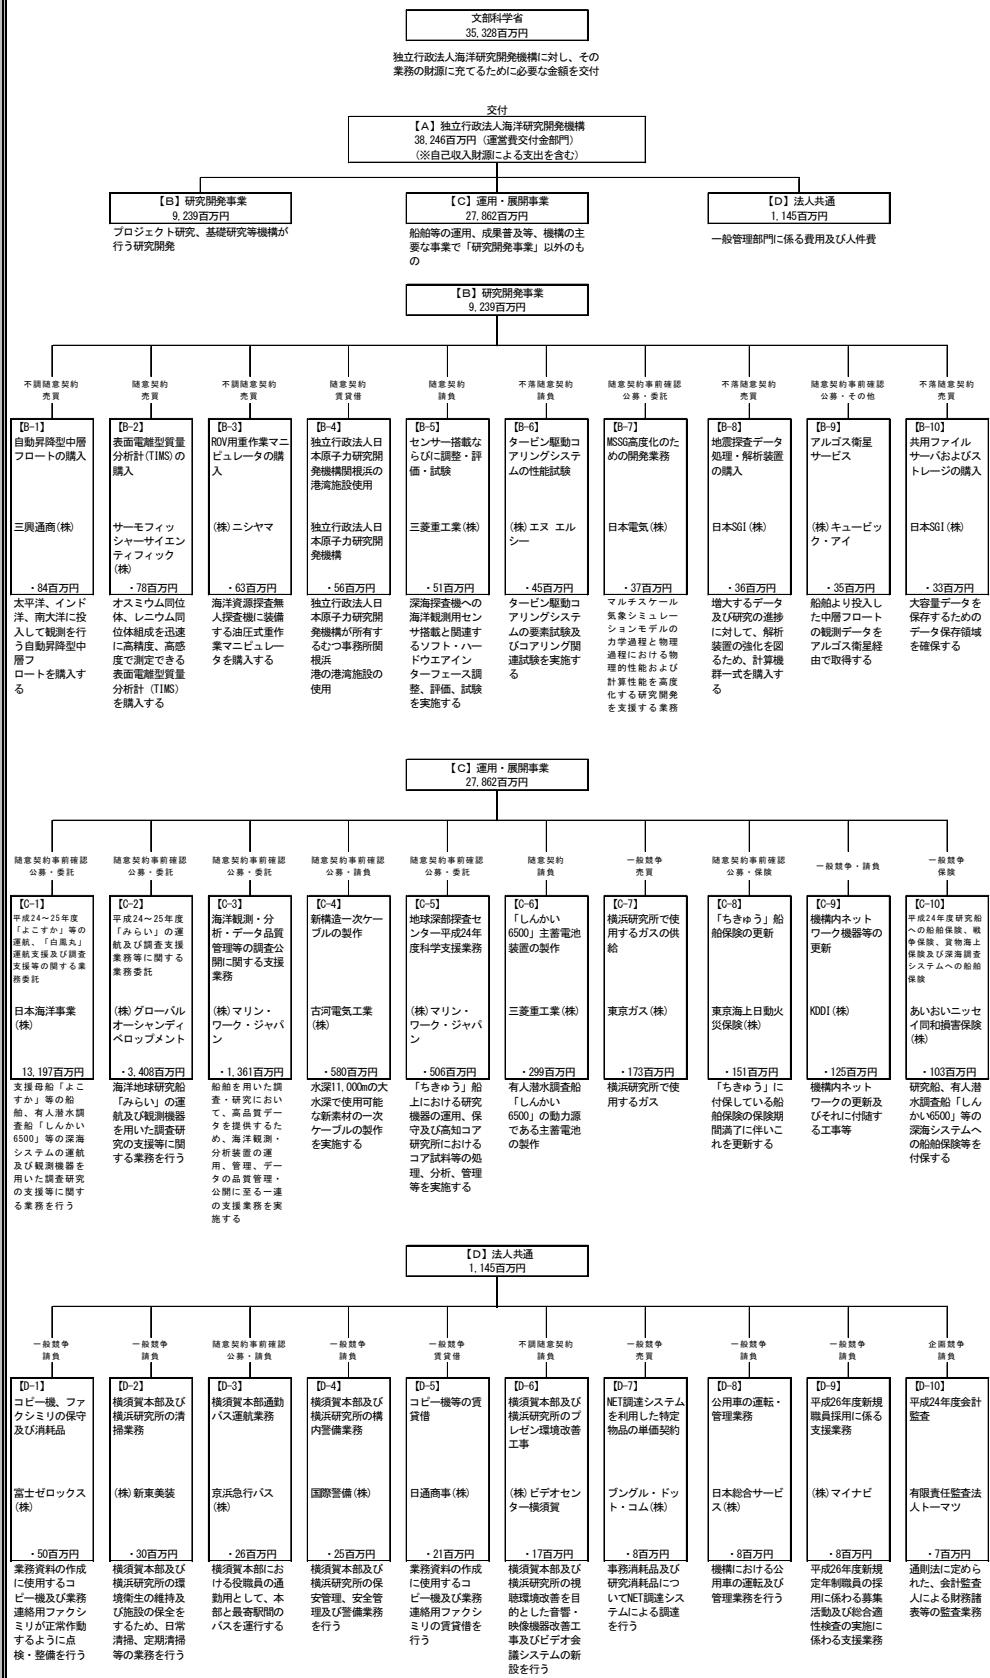 文部科学省
35,328百万円
独立行政法人海洋研究開発機構に対し、その
業務の財源に充てるために必要な金額を交付
交付
【A】独立行政法人海洋研究開発機構
38,246百万円（運営費交付金部門）
（※自己収入財源による支出を含む）
【B】研究開発事業
9,239百万円
プロジェクト研究、基礎研究等機構が
行う研究開発
【C】運用・展開事業
27,862百万円
船舶等の運用、成果普及等、機構の主
要な事業で「研究開発事業」以外のも
の
【D】法人共通
1,145百万円
一般管理部門に係る費用及び人件費
【B】研究開発事業
9,239百万円
不調随意契約
売買
【B-1】
自動昇降型中層
フロートの購入
三興通商（株）
・84百万円
太平洋、インド
洋、南大洋に投
入して観測を行
う自動昇降型中
層フ
ロートを購入す
る
随意契約
売買
【B-2】
表面電離型質量
分析計（TIMS）の
購入
サーモフィッ
シャーサイエン
ティフィック
（株）
・78百万円
オスミウム同位
体、レニウム同
位体組成を迅速
に高精度、高感
度で測定できる
表面電離型質量
分析計（TIMS）
を購入する
不調随意契約
売買
【B-3】
ROV用重作業マニ
ピュレータの購
入
（株）ニシヤマ
・63百万円
海洋資源探査無
人探査機に装備
する油圧式重作
業マニピュレー
タを購入する
随意契約
賃貸借
【B-4】
独立行政法人日
本原子力研究開
発機構関根浜の
港湾施設使用
独立行政法人日
本原子力研究開
発機構
・56百万円
独立行政法人日
本原子力研究開
発機構が所有す
るむつ事務所関
根浜
港の港湾施設の
使用
随意契約
請負
【B-5】
センサー搭載な
らびに調整・評
価・試験
三菱重工業（株）
・51百万円
深海探査機への
海洋観測用セン
サ搭載と関連す
るソフト・ハー
ドウエアイン
ターフェース調
整、評価、試験
を実施する
不落随意契約
請負
【B-6】
タービン駆動コ
アリングシステ
ムの性能試験
（株）エヌ エル
シー
・45百万円
タービン駆動コ
アリングシステ
ムの要素試験及
びコアリング関
連試験を実施す
る
随意契約事前確認
公募・委託
【B-7】
MSSG高度化のた
めの開発業務
日本電気（株）
・37百万円
マルチスケール
気象シミュレー
ションモデルの
力学過程と物理
過程における物
理的性能および
計算性能を高度
化する研究開発
を支援する業務
不落随意契約
売買
【B-8】
地震探査データ
処理・解析装置
の購入
日本SGI（株）
・36百万円
増大するデータ
及び研究の進捗
に対して、解析
装置の強化を図
るため、計算機
群一式を購入す
る
随意契約事前確認
公募・その他
【B-9】
アルゴス衛星
サービス
（株）キュービッ
ク・アイ
・35百万円
船舶より投入し
た中層フロート
の観測データを
アルゴス衛星経
由で取得する
不落随意契約
売買
【B-10】
共用ファイル
サーバおよびス
トレージの購入
日本SGI（株）
・33百万円
大容量データを
保存するための
データ保存領域
を確保する
【C】運用・展開事業
27,862百万円
随意契約事前確認
公募・委託
【C-1】
平成24～25年度
「よこすか」等の
運航、「白鳳丸」
運航支援及び調査
支援等の関する業
務委託
日本海洋事業
（株）
13,197百万円
支援母船「よこ
すか」等の船
舶、有人潜水調
査船「しんかい
6500」等の深海
システムの運航
及び観測機器を
用いた調査研究
の支援等に関す
る業務を行う
随意契約事前確認
公募・委託
【C-2】
平成24～25年度
「みらい」の運
航及び調査支援
業務等に関する
業務委託
（株）グローバル
オーシャンディ
ベロップメント
・3,408百万円
海洋地球研究船
「みらい」の運
航及び観測機器
を用いた調査研
究の支援等に関
する業務を行う
随意契約事前確認
公募・委託
【C-3】
海洋観測・分
析・データ品質
管理等の調査公
開に関する支援
業務
（株）マリン・
ワーク・ジャパ
ン
・1,361百万円
船舶を用いた調
査・研究におい
て、高品質デー
タを提供するた
め、海洋観測・
分析装置の運
用、管理、デー
タの品質管理・
公開に至る一連
の支援業務を実
施する
随意契約事前確認
公募・請負
【C-4】
新構造一次ケー
ブルの製作
古河電気工業
（株）
・580百万円
水深11,000mの大
水深で使用可能
な新素材の一次
ケーブルの製作
を実施する
随意契約事前確認
公募・委託
【C-5】
地球深部探査セ
ンター平成24年
度科学支援業務
（株）マリン・
ワーク・ジャパ
ン
・506百万円
「ちきゅう」船
上における研究
機器の運用、保
守及び高知コア
研究所における
コア試料等の処
理、分析、管理
等を実施する
随意契約
請負
【C-6】
「しんかい
6500」主蓄電池
装置の製作
三菱重工業（株）
・299百万円
有人潜水調査船
「しんかい
6500」の動力源
である主蓄電池
の製作
一般競争
売買
【C-7】
横浜研究所で使
用するガスの供
給
東京ガス（株）
・173百万円
横浜研究所で使
用するガス
随意契約事前確認
公募・保険
【C-8】
「ちきゅう」船
舶保険の更新
東京海上日動火
災保険（株）
・151百万円
「ちきゅう」に
付保している船
舶保険の保険期
間満了に伴いこ
れを更新する
一般競争・請負
【C-9】
機構内ネット
ワーク機器等の
更新
KDDI（株）
・125百万円
機構内ネット
ワークの更新及
びそれに付随す
る工事等
一般競争
保険
【C-10】
平成24年度研究船
への船舶保険、戦
争保険、貨物海上
保険及び深海調査
システムへの船舶
保険
あいおいニッセ
イ同和損害保険
（株）
・103百万円
研究船、有人潜
水調査船「しん
かい6500」等の
深海システムへ
の船舶保険等を
付保する
【D】法人共通
1,145百万円
一般競争
請負
【D-1】
コピー機、ファ
クシミリの保守
及び消耗品
富士ゼロックス
（株）
・50百万円
業務資料の作成
に使用するコ
ピー機及び業務
連絡用ファクシ
ミリが正常作動
するように点
検・整備を行う
一般競争
請負
【D-2】
横須賀本部及び
横浜研究所の清
掃業務
（株）新東美装
・30百万円
横須賀本部及び
横浜研究所の環
境衛生の維持及
び施設の保全を
するため、日常
清掃、定期清掃
等の業務を行う
随意契約事前確認
公募・請負
【D-3】
横須賀本部通勤
バス運航業務
京浜急行バス
（株）
・26百万円
横須賀本部にお
ける役職員の通
勤用として、本
部と最寄駅間の
バスを運行する
一般競争
請負
【D-4】
横須賀本部及び
横浜研究所の構
内警備業務
国際警備（株）
・25百万円
横須賀本部及び
横浜研究所の保
安管理、安全管
理及び警備業務
を行う
一般競争
賃貸借
【D-5】
コピー機等の賃
貸借
日通商事（株）
・21百万円
業務資料の作成
に使用するコ
ピー機及び業務
連絡用ファクシ
ミリの賃貸借を
行う
不調随意契約
請負
【D-6】
横須賀本部及び
横浜研究所のプ
レゼン環境改善
工事
（株）ビデオセン
ター横須賀
・17百万円
横須賀本部及び
横浜研究所の視
聴環境改善を目
的とした音響・
映像機器改善工
事及びビデオ会
議システムの新
設を行う
一般競争
売買
【D-7】
NET調達システム
を利用した特定
物品の単価契約
ブングル・ドッ
ト・コム（株）
・8百万円
事務消耗品及び
研究消耗品につ
いてNET調達シス
テムによる調達
を行う
一般競争
請負
【D-8】
公用車の運転・
管理業務
日本総合サービ
ス（株）
・8百万円
機構における公
用車の運転及び
管理業務を行う
一般競争
請負
【D-9】
平成26年度新規
職員採用に係る
支援業務
（株）マイナビ
・8百万円
平成26年度新規
定年制職員の採
用に係わる募集
活動及び総合適
性検査の実施に
係わる支援業務
企画競争
請負
【D-10】
平成24年度会計
監査
有限責任監査法
人トーマツ
・7百万円
通則法に定めら
れた、会計監査
人による財務諸
表等の監査業務